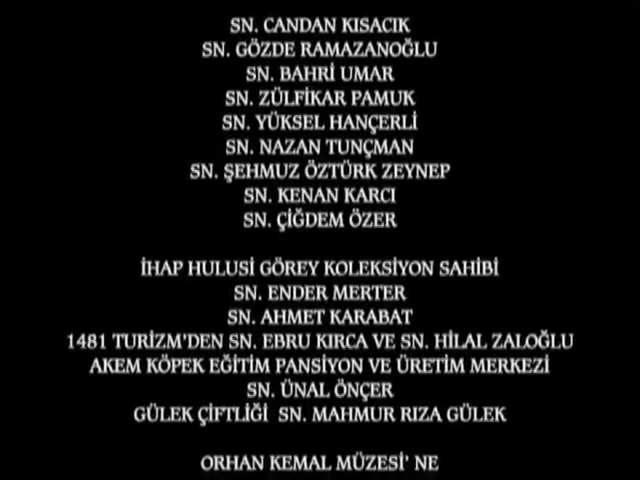 SN. CANDAN KISACIK
SN. GÖZDE RAMAZANOĞLU
SN. BAHRİ UMAR
SN. ZÜLFİKAR PAMUK
SN. YÜKSEL HANÇERLİ
SN. NAZAN TUNÇMAN
SN. ŞEHMUZ ÖZTÜRK ZEYNEP
SN. KENAN KARCI
SN. ÇİĞDEM ÖZER
İHAP HULUSİ GÖREY KOLEKSİYON SAHİBİ
SN. ENDER MERTER
SN. AHMET KARABAT
1481 TURİZM'DEN SN. EBRU KIRCA VE SN. HİLAL ZALOĞLU
AKEM KÖPEK EĞİTİM PANSİYON VE ÜRETİM MERKEZİ
SN. ÜNAL ÖNÇER
GÜLEK ÇİFTLİĞİ  SN. MAHMUR RIZA GÜLEK
ORHAN KEMAL MÜZESİ' NE